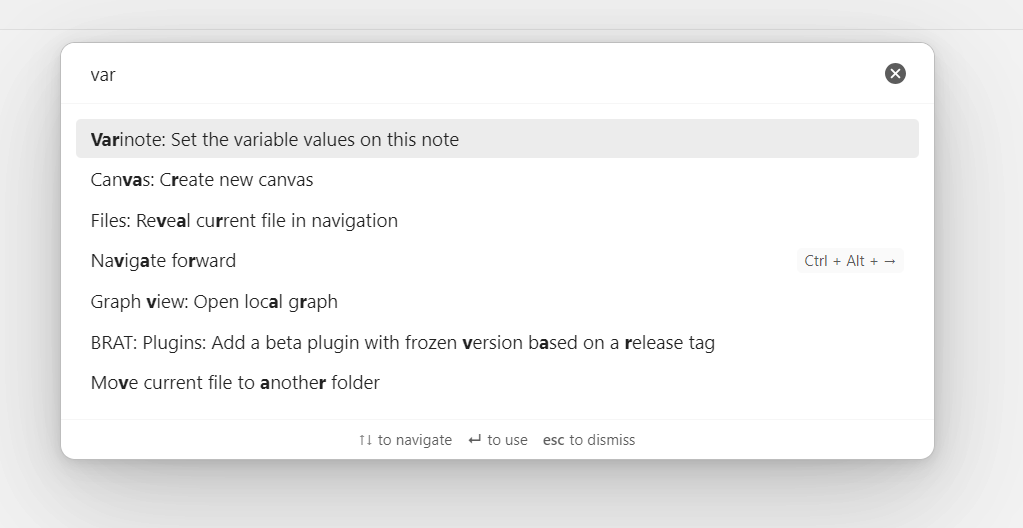 var
Varinote: Set the variable values on this note
Canvas: Create new canvas
Files: Reveal current file in navigation
Navigate forward Ctrl + Alt + →
Graph view: Open local graph
BRAT: Plugins: Add a beta plugin with frozen version based on a release tag
Move current file to another folder
↑↓ to navigate ↵ to use esc to dismiss